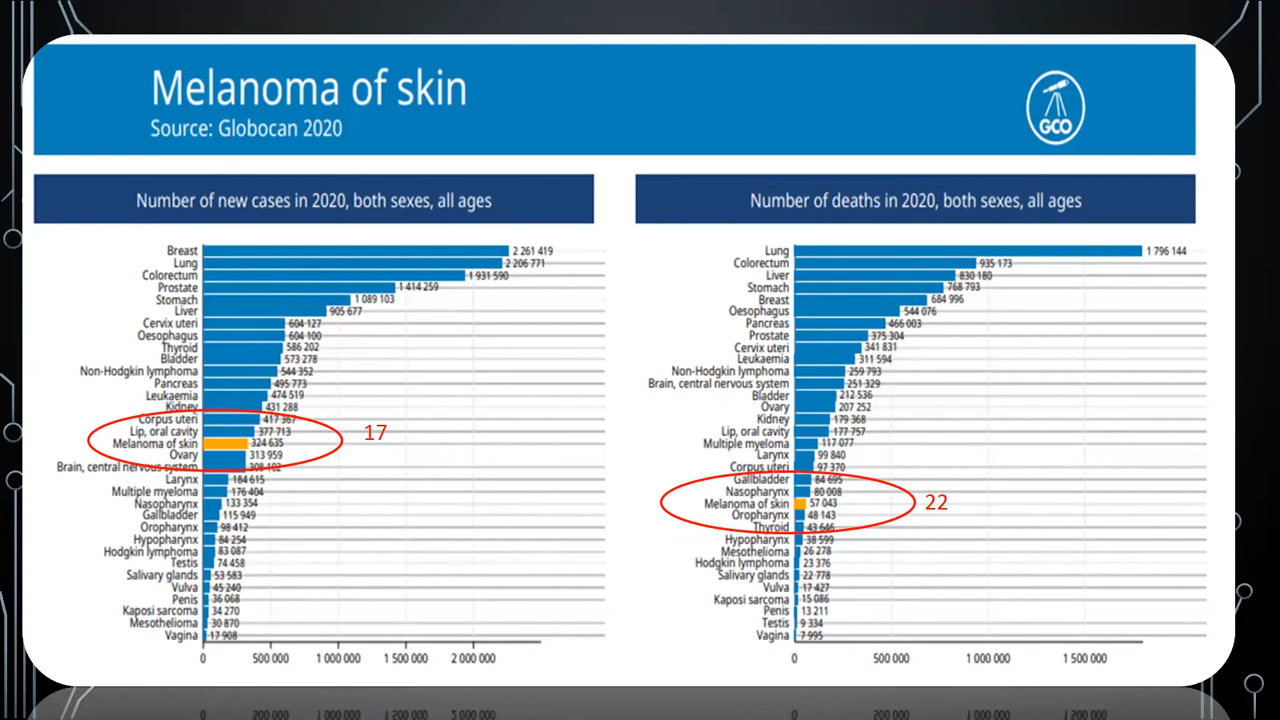 Melanoma of skin
Source: Globocan 2020
GCO
Number of new cases in 2020, both sexes, all ages
Breast 2 261 419
Lung 2 206 771
Colorectum 1 931 590
Prostate 1 414 259
Stomach 1 089 103
Liver 905 677
Cervix uteri 604 127
Oesophagus 604 100
Thyroid 586 202
Bladder 573 278
Non-Hodgkin lymphoma 544 352
Pancreas 495 773
Leukaemia 474 519
Kidney 431 288
Corpus uteri 417 367
Lip, oral cavity 377 713
17
Melanoma of skin 324 635
Ovary 313 959
Brain, central nervous system 308 102
Larynx 184 615
Multiple myeloma 176 404
Nasopharynx 133 354
Gallbladder 115 949
Oropharynx 98 412
Hypopharynx 84 254
Hodgkin lymphoma 83 087
Testis 74 458
Salivary glands 53 583
Vulva 45 240
Penis 36 068
Kaposi sarcoma 34 270
Mesothelioma 30 870
Vagina 17 908
0 500 000 1 000 000 1 500 000 2 000 000
Number of deaths in 2020, both sexes, all ages
Lung 1 796 144
Colorectum 935 173
Liver 830 180
Stomach 768 793
Breast 684 996
Oesophagus 544 076
Pancreas 466 003
Prostate 375 304
Cervix uteri 341 831
Leukaemia 311 594
Non-Hodgkin lymphoma 259 793
Brain, central nervous system 251 329
Bladder 212 536
Ovary 207 252
Kidney 179 368
Lip, oral cavity 177 757
Multiple myeloma 117 077
Larynx 99 840
Corpus uteri 97 370
Gallbladder 84 695
Nasopharynx 80 008
Melanoma of skin 57 043
22
Oropharynx 48 143
Thyroid 43 646
Hypopharynx 38 599
Mesothelioma 26 278
Hodgkin lymphoma 23 376
Salivary glands 22 778
Vulva 17 427
Kaposi sarcoma 15 086
Penis 13 211
Testis 9 334
Vagina 7 995
0 500 000 1 000 000 1 500 000